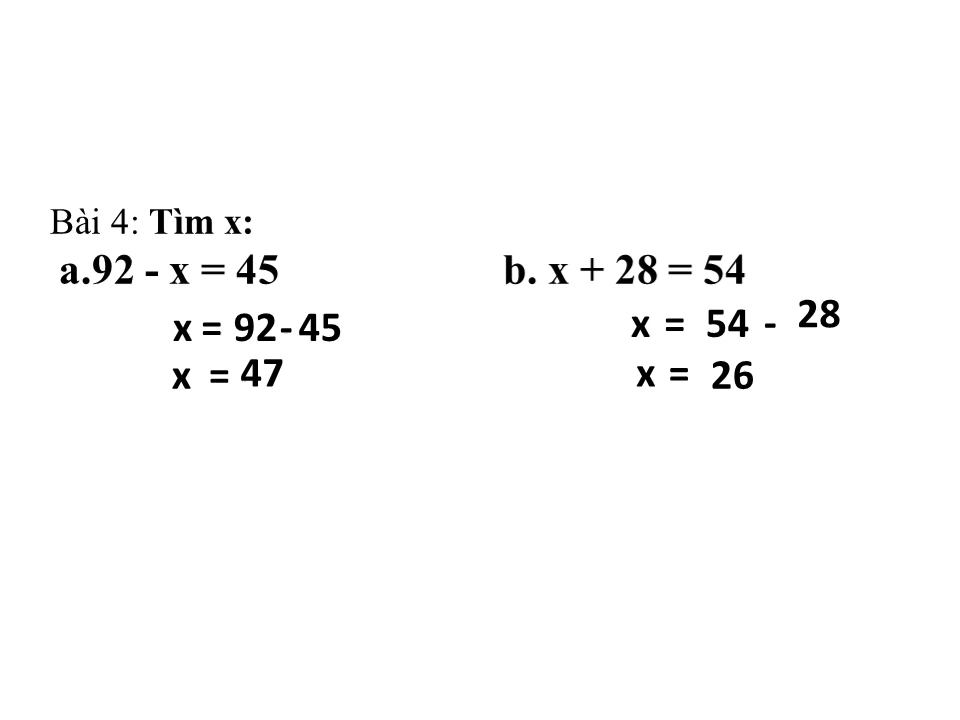 Bài 4: Tìm x:
a.92 - x = 45
x = 92 - 45
x = 47
b. x + 28 = 54
x = 54 - 28
x = 26